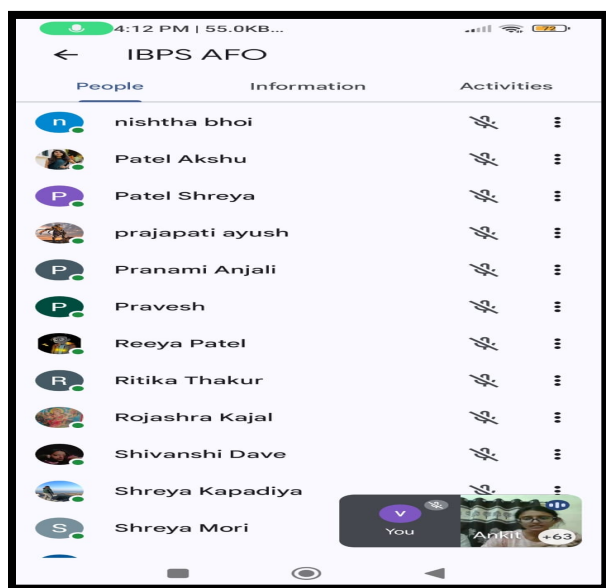 4:12 PM | 55.0KB... 72
← IBPS AFO
People Information Activities
n nishtha bhoi
Patel Akshu
P Patel Shreya
prajapati ayush
P Pranami Anjali
P Pravesh
Reeya Patel
R Ritika Thakur
Rojashra Kajal
Shivanshi Dave
Shreya Kapadiya
S Shreya Mori
V
You Ankit +63